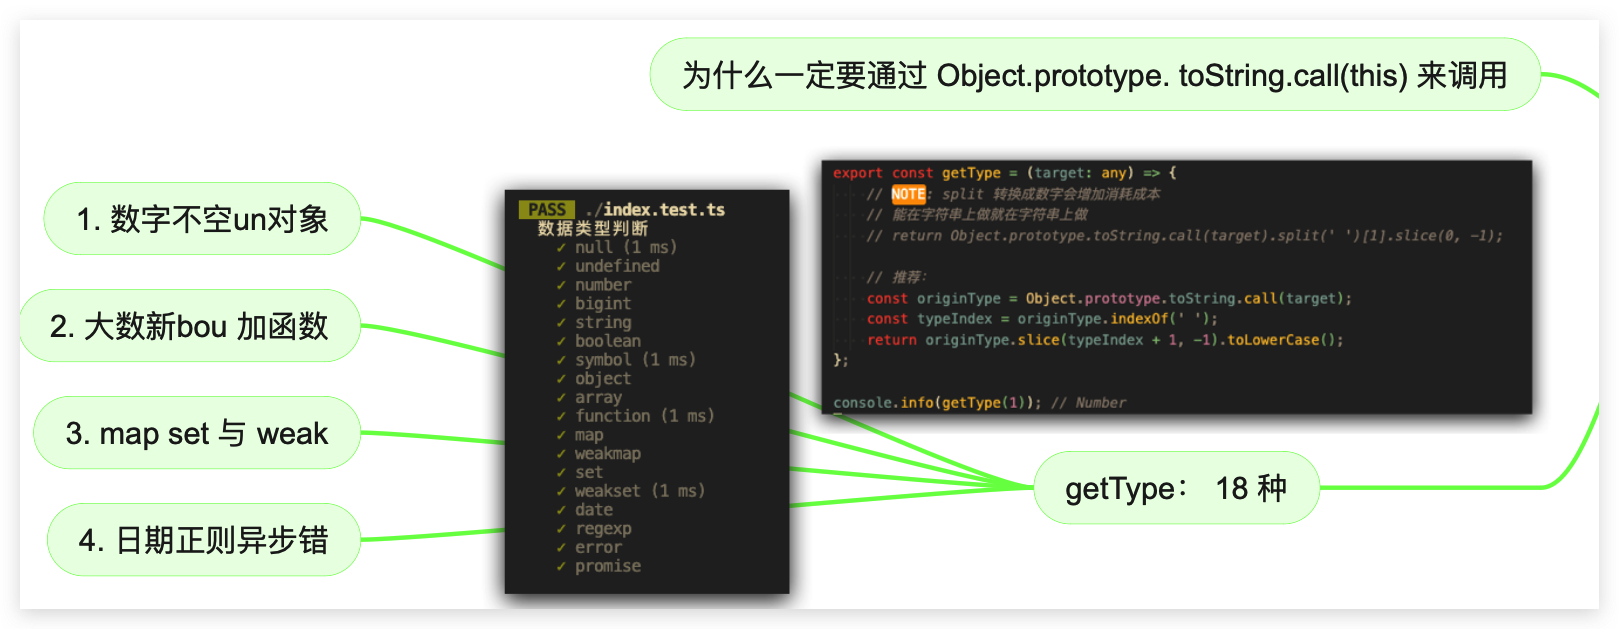 为什么一定要通过 Object.prototype. toString.call(this) 来调用
1. 数字不空un对象
2. 大数新bou 加函数
3. map set 与 weak
4. 日期正则异步错
PASS ./index.test.ts
数据类型判断
✓ null (1 ms)
✓ undefined
✓ number
✓ bigint
✓ string
✓ boolean
✓ symbol (1 ms)
✓ object
✓ array
✓ function (1 ms)
✓ map
✓ weakmap
✓ set
✓ weakset (1 ms)
✓ date
✓ regexp
✓ error
✓ promise
export const getType = (target: any) => {
// NOTE: split 转换成数字会增加消耗成本
// 能在字符串上做就在字符串上做
// return Object.prototype.toString.call(target).split(' ')[1].slice(0, -1);
// 推荐:
const originType = Object.prototype.toString.call(target);
const typeIndex = originType.indexOf(' ');
return originType.slice(typeIndex + 1, -1).toLowerCase();
};
console.info(getType(1)); // Number
getType： 18 种